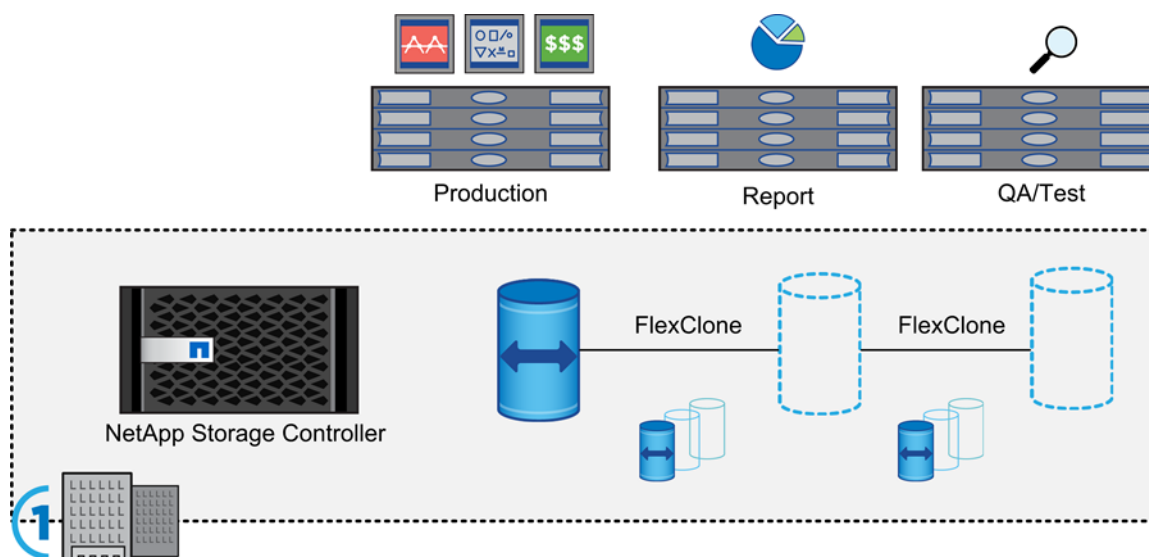 $$$
Production
Report
QA/Test
FlexClone
FlexClone
NetApp Storage Controller
1